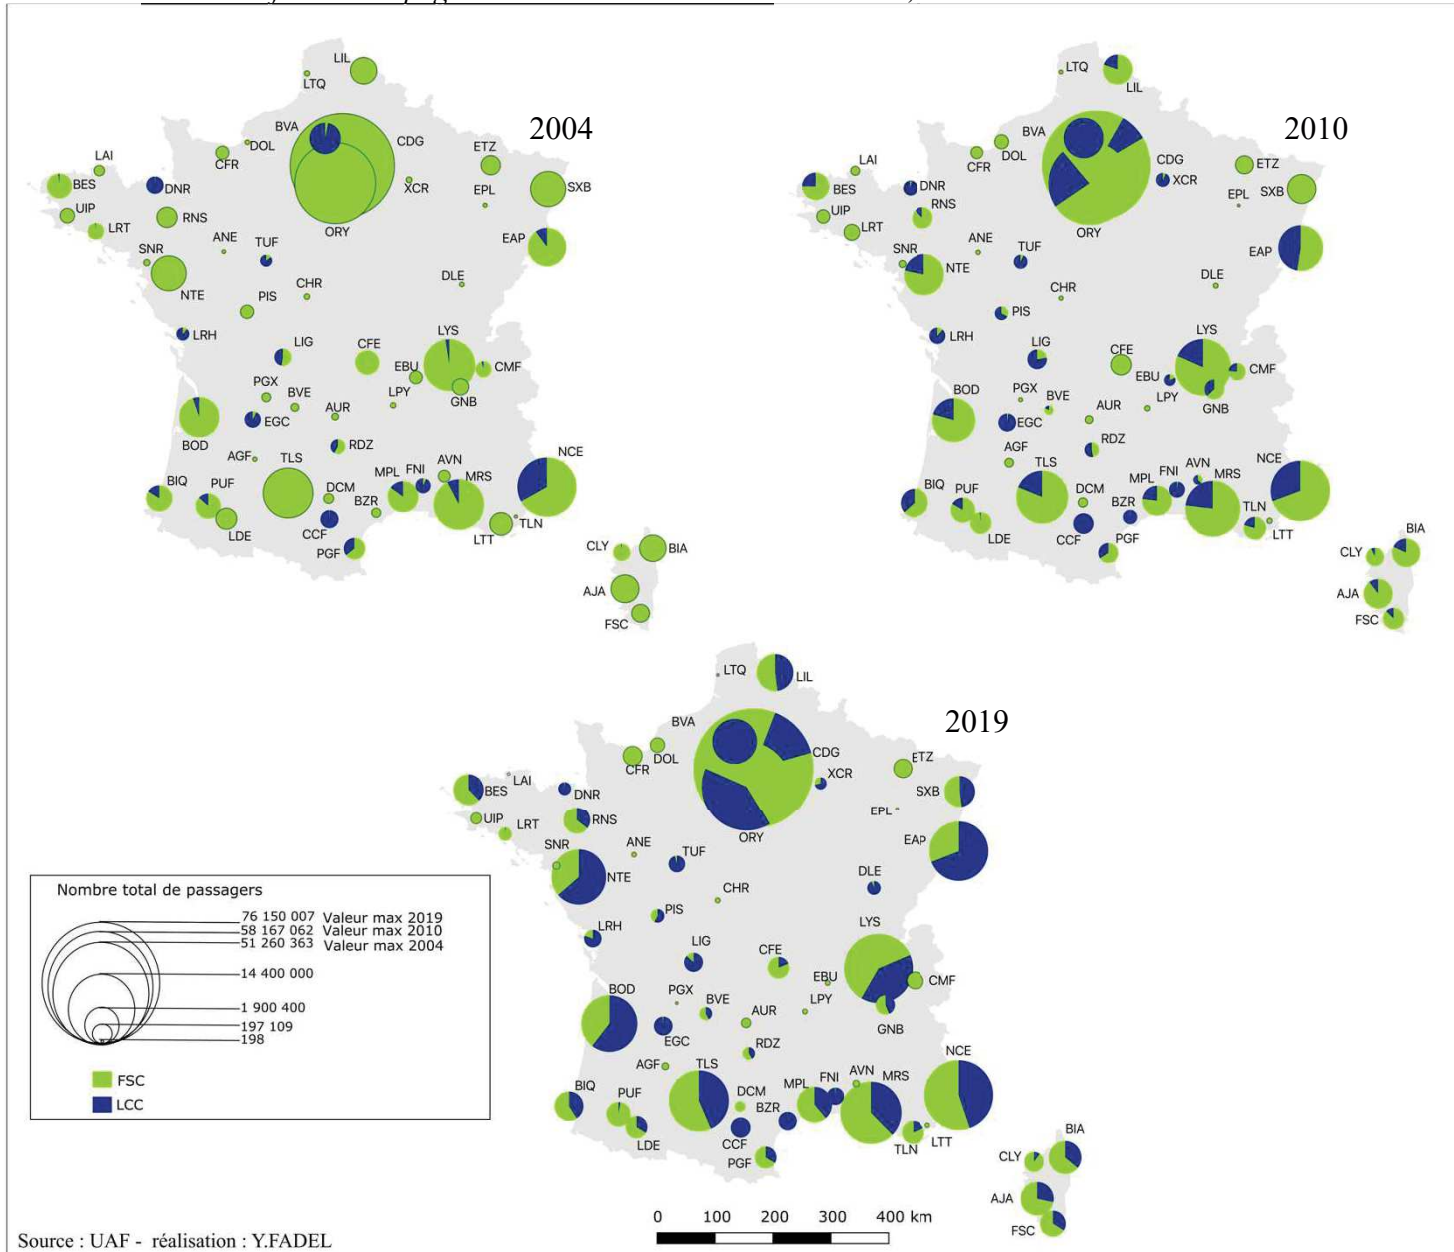 LIL
LTQ
2004
BVA
CDG
DOL
CFR
ETZ
LAI
XCR
EPL
SXB
BES
DNR
UIP
RNS
LRT
ORY
ANE
TUF
EAP
SNR
NTE
CHR
DLE
PIS
LRH
LYS
LIG
CFE
EBU
CMF
PGX
BVE
LPY
GNB
AUR
EGC
BOD
RDZ
AGF
TLS
NCE
BIQ
PUF
MPL
FNI
AVN
MRS
DCM
BZR
LDE
CCF
TLN
LTT
PGF
CLY
BIA
AJA
FSC
LTQ
LIL
2010
BVA
DOL
CFR
CDG
XCR
ETZ
LAI
EPL
SXB
BES
DNR
UIP
RNS
LRT
ORY
ANE
TUF
EAP
SNR
NTE
CHR
DLE
PIS
LRH
LYS
LIG
CFE
EBU
CMF
BOD
PGX
BVE
LPY
GNB
AUR
EGC
AGF
RDZ
TLS
NCE
BIQ
PUF
MPL
FNI
AVN
MRS
DCM
BZR
TLN
LDE
CCF
LTT
PGF
BIA
CLY
AJA
FSC
LTQ
LIL
2019
BVA
CDG
DOL
CFR
ETZ
XCR
LAI
BES
DNR
SXB
UIP
LRT
RNS
EPL
ORY
SNR
ANE
TUF
EAP
NTE
DLE
CHR
PIS
LRH
LYS
LIG
CFE
EBU
CMF
BOD
PGX
BVE
LPY
GNB
AUR
EGC
RDZ
AGF
TLS
NCE
BIQ
PUF
MPL
FNI
AVN
MRS
DCM
BZR
LDE
CCF
TLN
LTT
PGF
BIA
CLY
AJA
FSC
Nombre total de passagers
76 150 007 Valeur max 2019
58 167 062 Valeur max 2010
51 260 363 Valeur max 2004
14 400 000
1 900 400
197 109
198
FSC
LCC
0 100 200 300 400 km
Source : UAF - réalisation : Y.FADEL